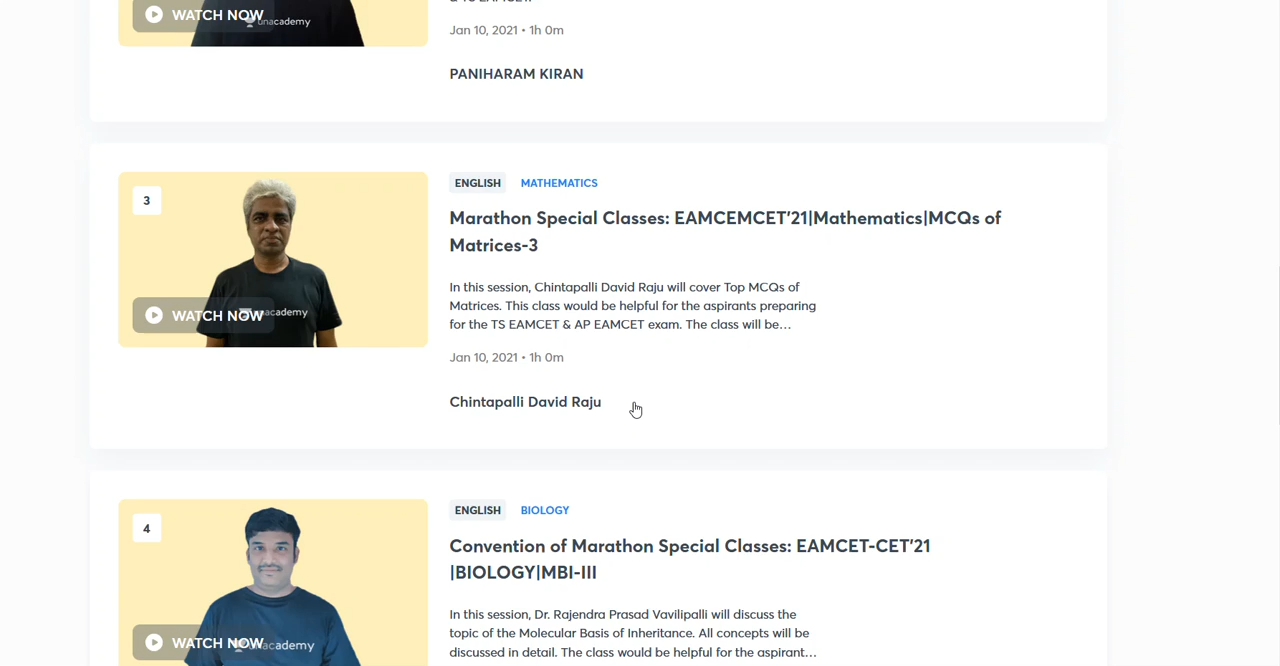 WATCH NOW
unacademy
Jan 10, 2021 • 1h 0m
PANIHARAM KIRAN
3
ENGLISH MATHEMATICS
Marathon Special Classes: EAMCEMCET'21|Mathematics|MCQs of
Matrices-3
In this session, Chintapalli David Raju will cover Top MCQs of
Matrices. This class would be helpful for the aspirants preparing
for the TS EAMCET & AP EAMCET exam. The class will be...
WATCH NOW
Jan 10, 2021 • 1h 0m
Chintapalli David Raju
4
ENGLISH BIOLOGY
Convention of Marathon Special Classes: EAMCET-CET'21
|BIOLOGY|MBI-III
In this session, Dr. Rajendra Prasad Vavilipalli will discuss the
topic of the Molecular Basis of Inheritance. All concepts will be
discussed in detail. The class would be helpful for the aspirant...
WATCH NOW